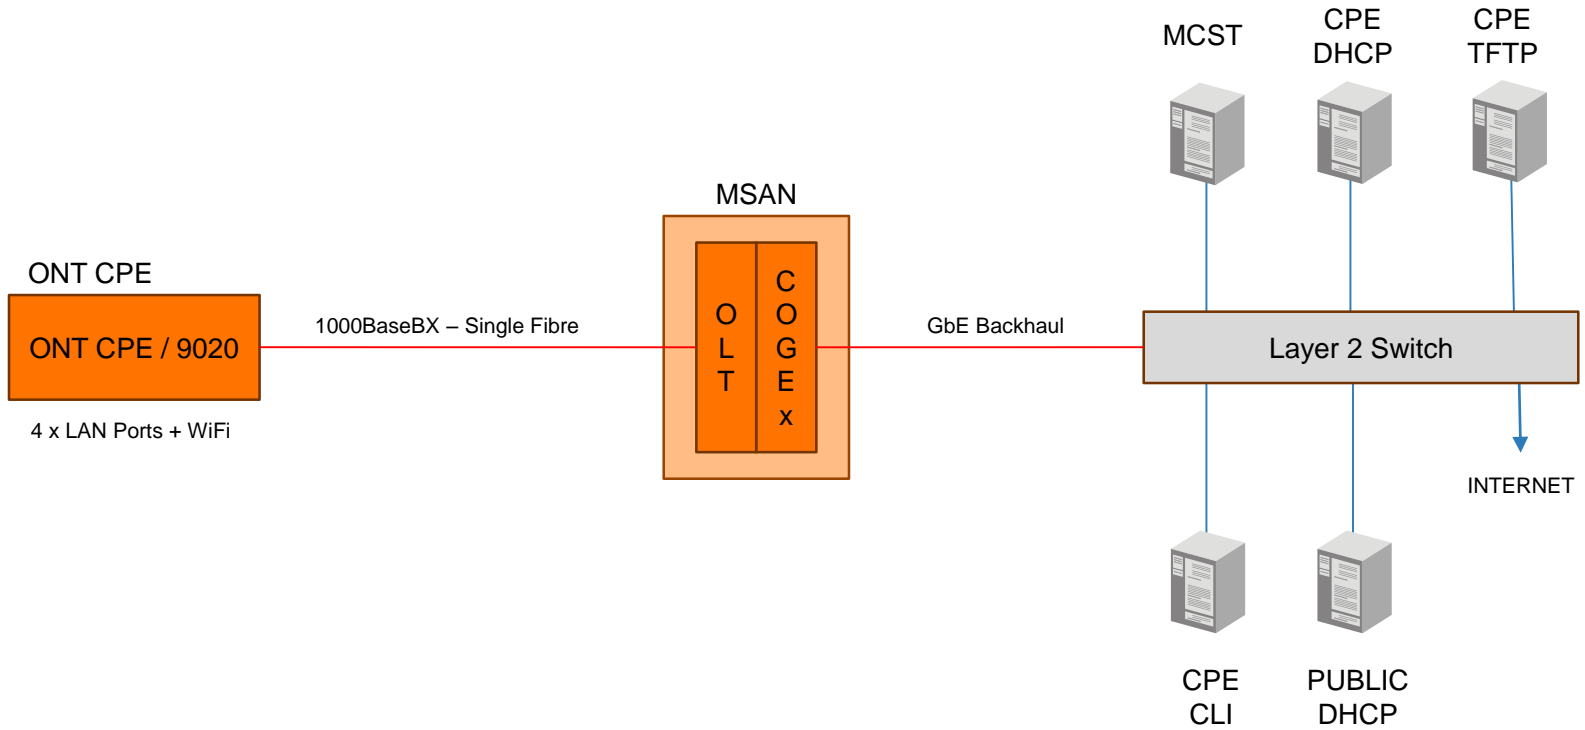 MCST
CPE
DHCP
CPE
TFTP
MSAN
ONT CPE
ONT CPE / 9020
4 x LAN Ports + WiFi
1000BaseBX – Single Fibre
O
L
T
C
O
G
E
x
GbE Backhaul
Layer 2 Switch
INTERNET
CPE
CLI
PUBLIC
DHCP